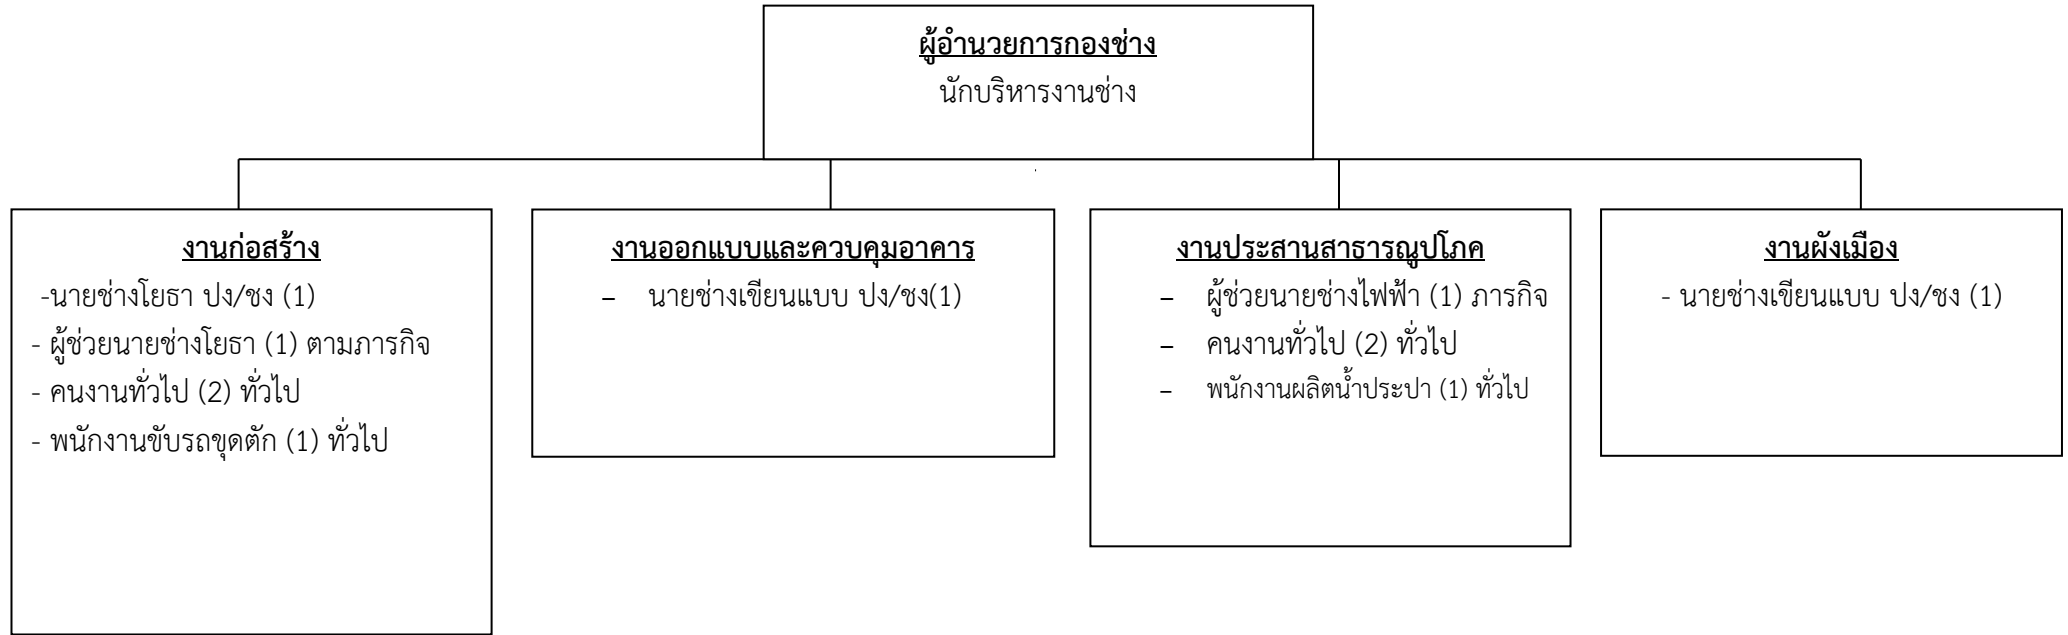 ผู้อำนวยการกองช่าง
นักบริหารงานช่าง
งานก่อสร้าง
-นายช่างโยธา ปง/ชง (1)
- ผู้ช่วยนายช่างโยธา (1) ตามภารกิจ
- คนงานทั่วไป (2) ทั่วไป
- พนักงานขับรถขุดตัก (1) ทั่วไป
งานออกแบบและควบคุมอาคาร
– นายช่างเขียนแบบ ปง/ชง(1)
งานประสานสาธารณูปโภค
– ผู้ช่วยนายช่างไฟฟ้า (1) ภารกิจ
– คนงานทั่วไป (2) ทั่วไป
– พนักงานผลิตน้ำประปา (1) ทั่วไป
งานผังเมือง
- นายช่างเขียนแบบ ปง/ชง (1)